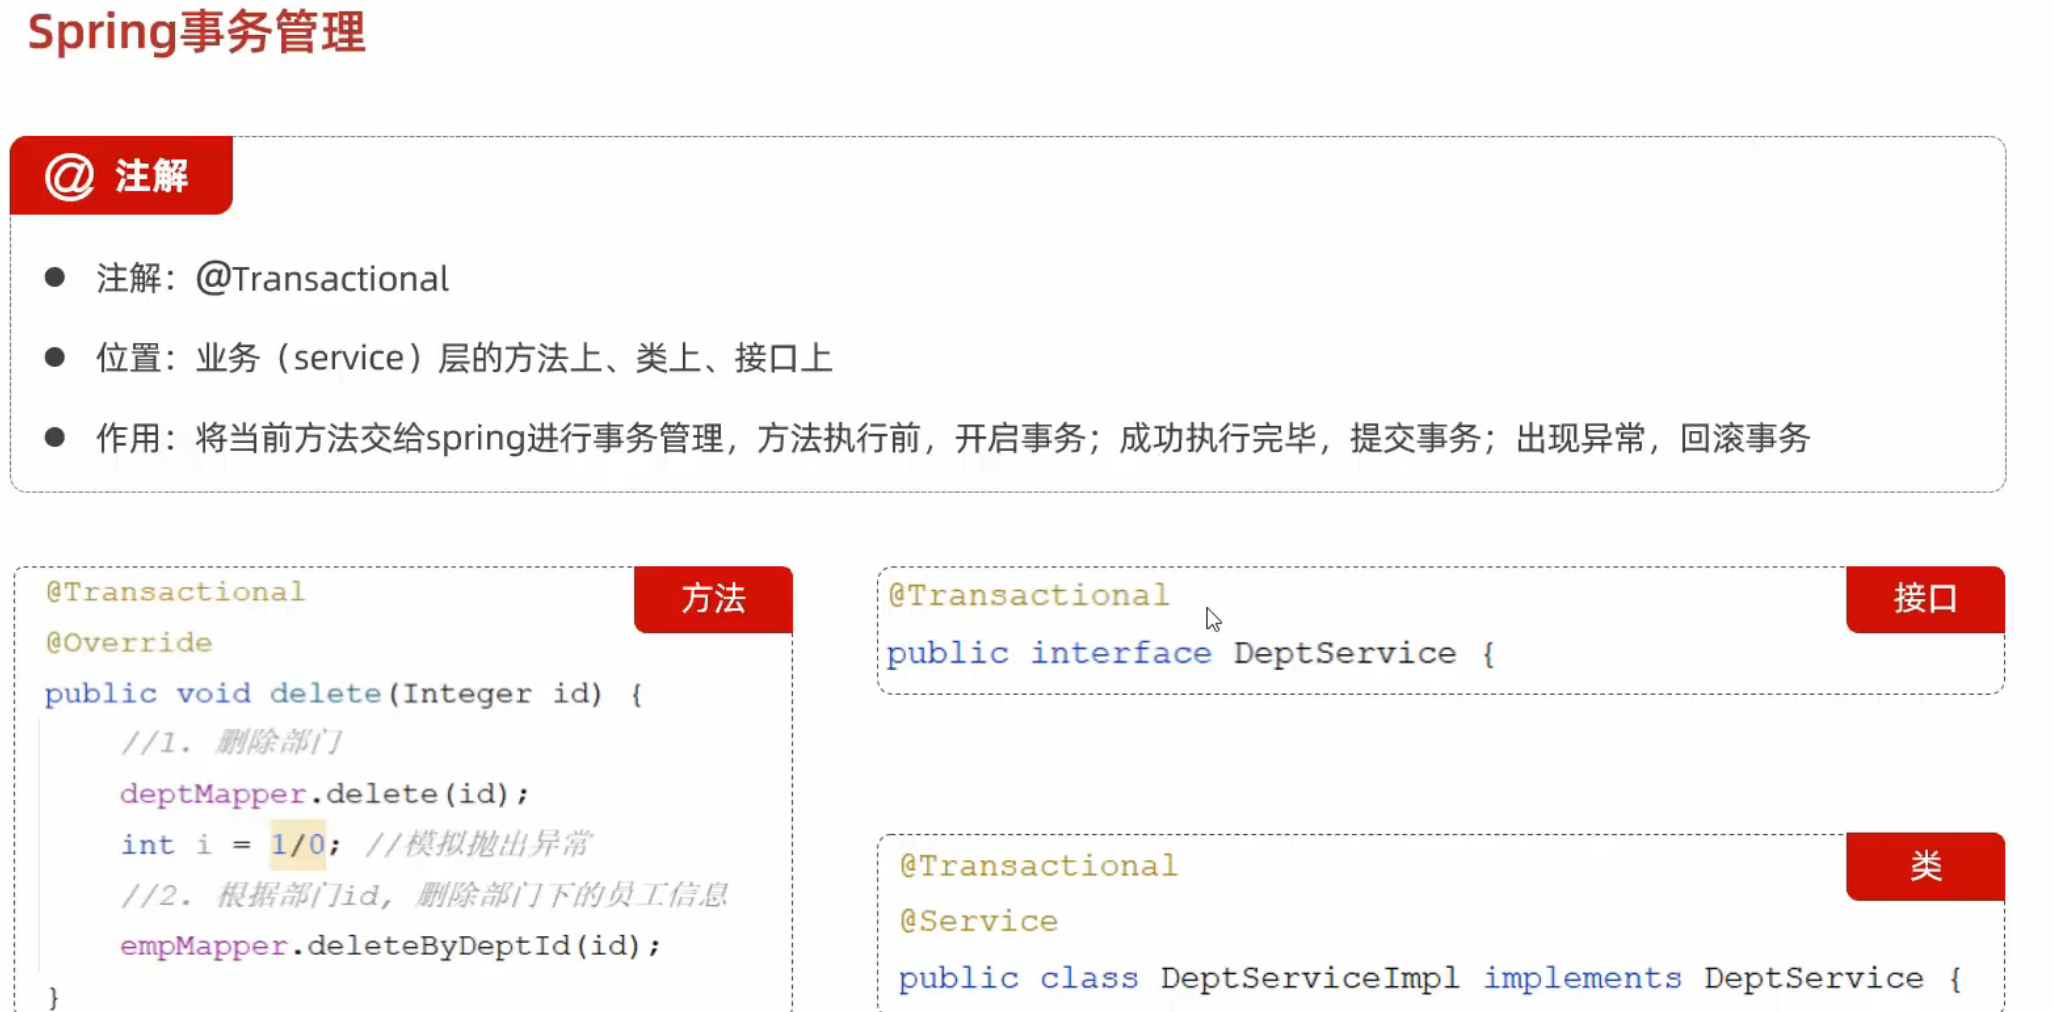 Spring事务管理
@ 注解
● 注解：@Transactional
● 位置：业务（service）层的方法上、类上、接口上
● 作用：将当前方法交给spring进行事务管理，方法执行前，开启事务；成功执行完毕，提交事务；出现异常，回滚事务
方法
@Transactional
@Override
public void delete(Integer id) {
//1. 删除部门
deptMapper.delete(id);
int i = 1/0; //模拟抛出异常
//2. 根据部门id, 删除部门下的员工信息
empMapper.deleteByDeptId(id);
}
接口
@Transactional
public interface DeptService {
类
@Transactional
@Service
public class DeptServiceImpl implements DeptService {